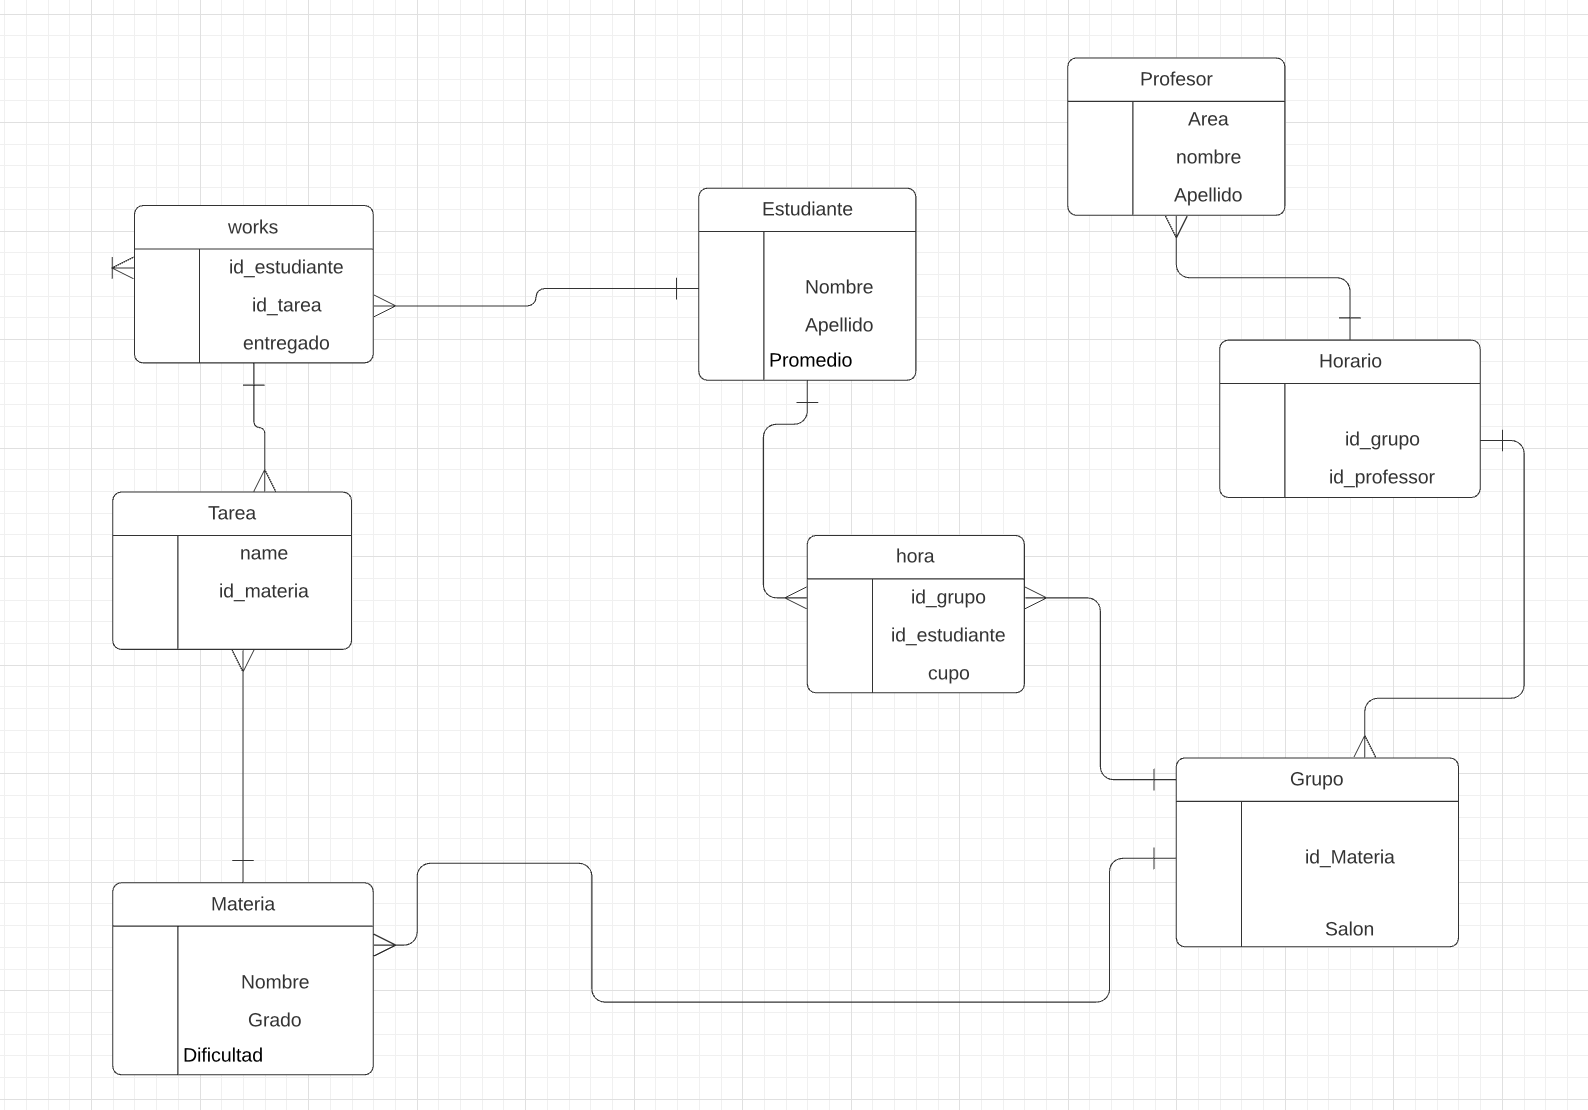 Profesor
Area
nombre
Apellido
works
id_estudiante
id_tarea
entregado
Estudiante
Nombre
Apellido
Promedio
Horario
id_grupo
id_professor
Tarea
name
id_materia
hora
id_grupo
id_estudiante
cupo
Grupo
id_Materia
Salon
Materia
Nombre
Grado
Dificultad